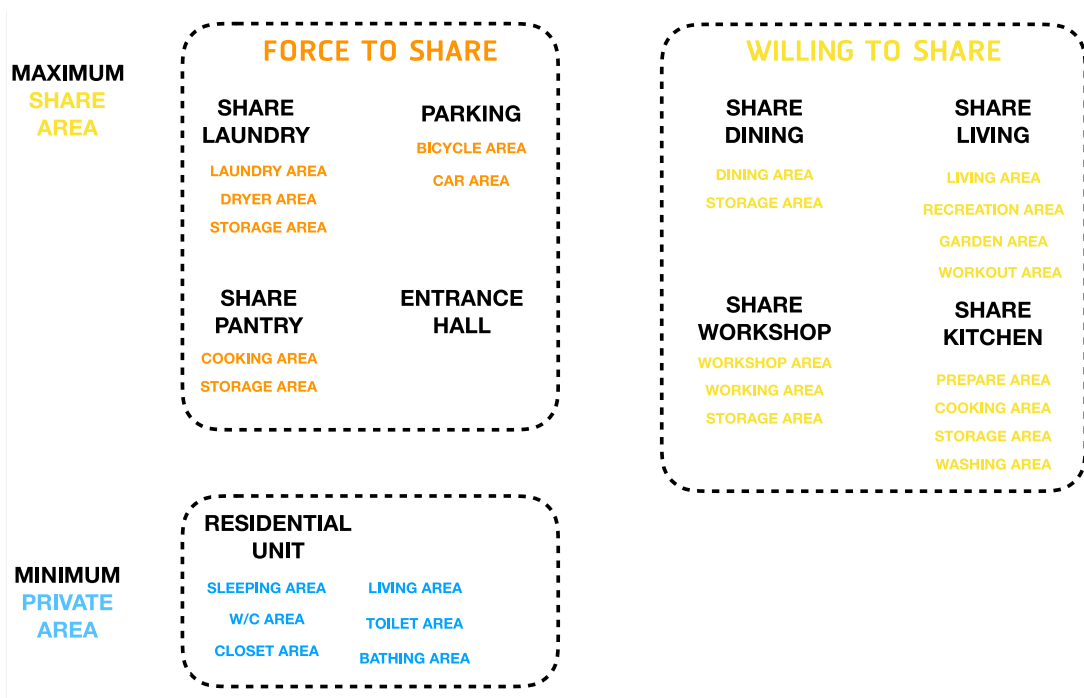 MAXIMUM
SHARE
AREA
FORCE TO SHARE
SHARE
LAUNDRY
LAUNDRY AREA
DRYER AREA
STORAGE AREA
PARKING
BICYCLE AREA
CAR AREA
SHARE
PANTRY
COOKING AREA
STORAGE AREA
ENTRANCE
HALL
WILLING TO SHARE
SHARE
DINING
DINING AREA
STORAGE AREA
SHARE
LIVING
LIVING AREA
RECREATION AREA
GARDEN AREA
WORKOUT AREA
SHARE
WORKSHOP
WORKSHOP AREA
WORKING AREA
STORAGE AREA
SHARE
KITCHEN
PREPARE AREA
COOKING AREA
STORAGE AREA
WASHING AREA
MINIMUM
PRIVATE
AREA
RESIDENTIAL
UNIT
SLEEPING AREA
W/C AREA
CLOSET AREA
LIVING AREA
TOILET AREA
BATHING AREA